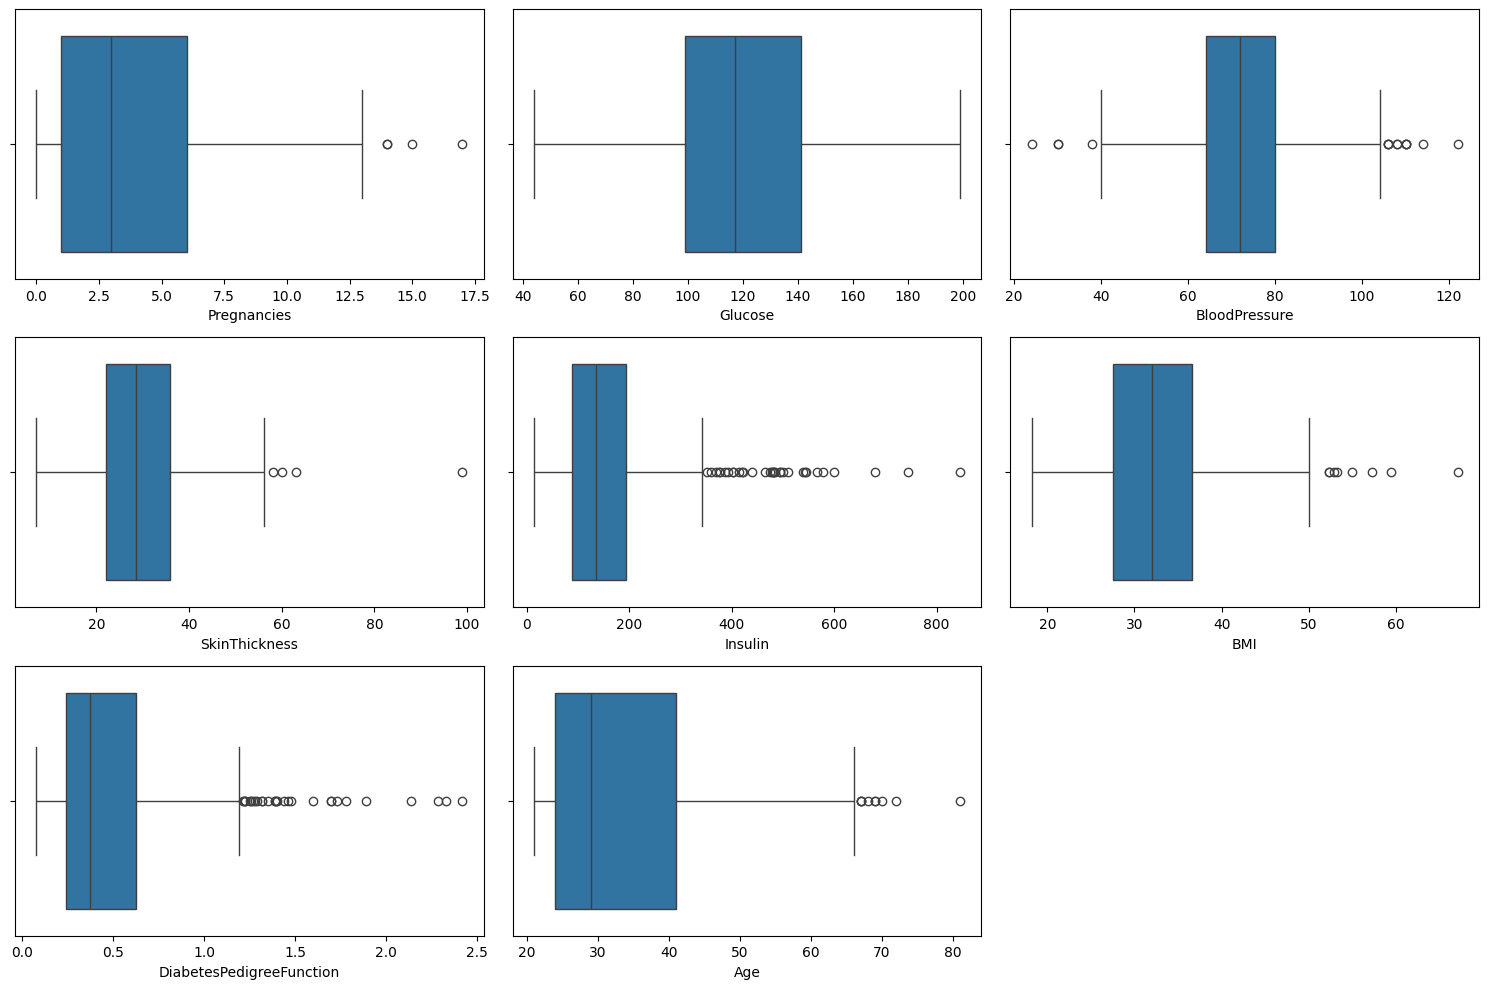 0.0 2.5 5.0 7.5 10.0 12.5 15.0 17.5
Pregnancies
40 60 80 100 120 140 160 180 200
Glucose
20 40 60 80 100 120
BloodPressure
20 40 60 80 100
SkinThickness
0 200 400 600 800
Insulin
20 30 40 50 60
BMI
0.0 0.5 1.0 1.5 2.0 2.5
DiabetesPedigreeFunction
20 30 40 50 60 70 80
Age